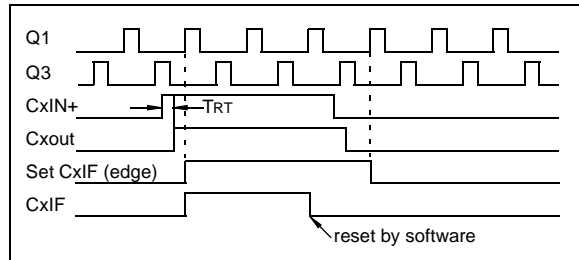 Q1
Q3
CxIN+
TRT
Cxout
Set CxIF (edge)
CxIF
reset by software